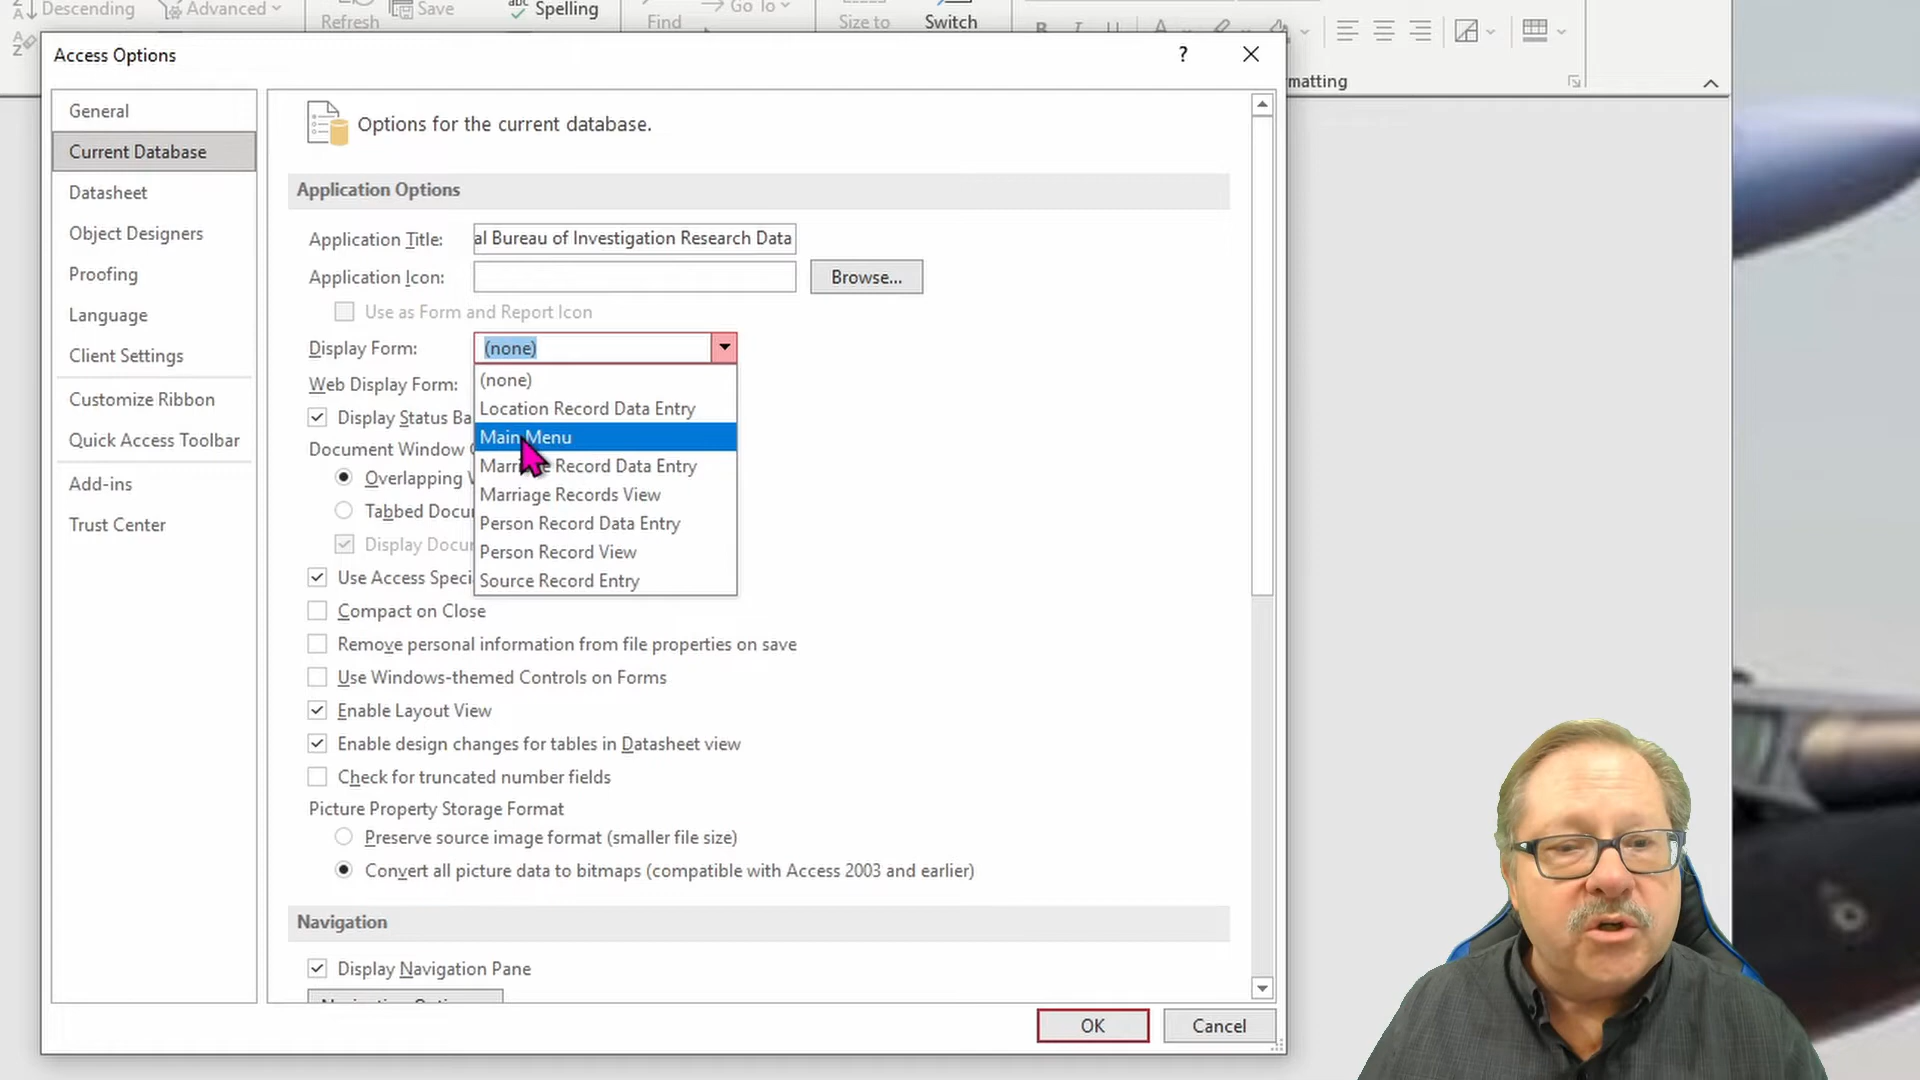 Descending
Advanced
Refresh
Save
abc
Spelling
Find
Go To
Size to
Switch
B I U A
Access Options
?
matting
General
Current Database
Datasheet
Object Designers
Proofing
Language
Client Settings
Customize Ribbon
Quick Access Toolbar
Add-ins
Trust Center
Options for the current database.
Application Options
Application Title: al Bureau of Investigation Research Data
Application Icon: Browse...
Use as Form and Report Icon
Display Form: (none)
(none)
Web Display Form:
Location Record Data Entry
Display Status Ba
Main Menu
Document Window
Marriage Record Data Entry
Overlapping
Marriage Records View
Tabbed Docu
Person Record Data Entry
Display Docu
Person Record View
Use Access Speci
Source Record Entry
Compact on Close
Remove personal information from file properties on save
Use Windows-themed Controls on Forms
Enable Layout View
Enable design changes for tables in Datasheet view
Check for truncated number fields
Picture Property Storage Format
Preserve source image format (smaller file size)
Convert all picture data to bitmaps (compatible with Access 2003 and earlier)
Navigation
Display Navigation Pane
OK
Cancel